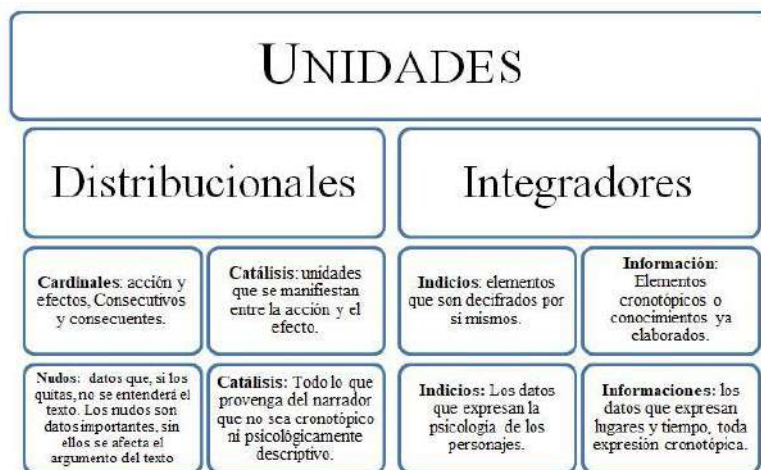 UNIDADES
Distribucionales
Integradores
Cardinales: acción y
efectos, Consecutivos
y consecuentes.
Catálisis: unidades
que se manifiestan
entre la acción y el
efecto.
Indicios: elementos
que son decifrados por
si mismos.
Información:
Elementos
cronotópicos o
conocimientos ya
elaborados.
Nudos: datos que, si los
quitas, no se entenderá el
texto. Los nudos son
datos importantes, sin
ellos se afecta el
argumento del texto
Catálisis: Todo lo que
provenga del narrador
que no sea cronotópico
ni psicológicamente
descriptivo.
Indicios: Los datos
que expresan la
psicología de los
personajes.
Informaciones: los
datos que expresan
lugares y tiempo, toda
expresión cronotópica.